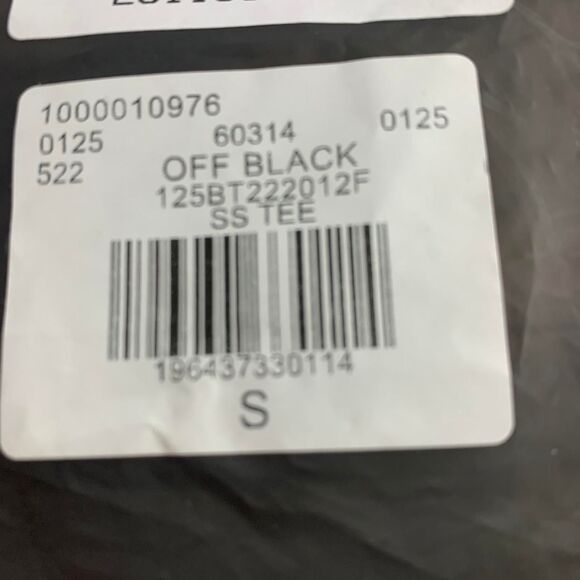 1000010976
0125 60314 0125
522 OFF BLACK
125BT222012F
SS TEE
196437330114
S